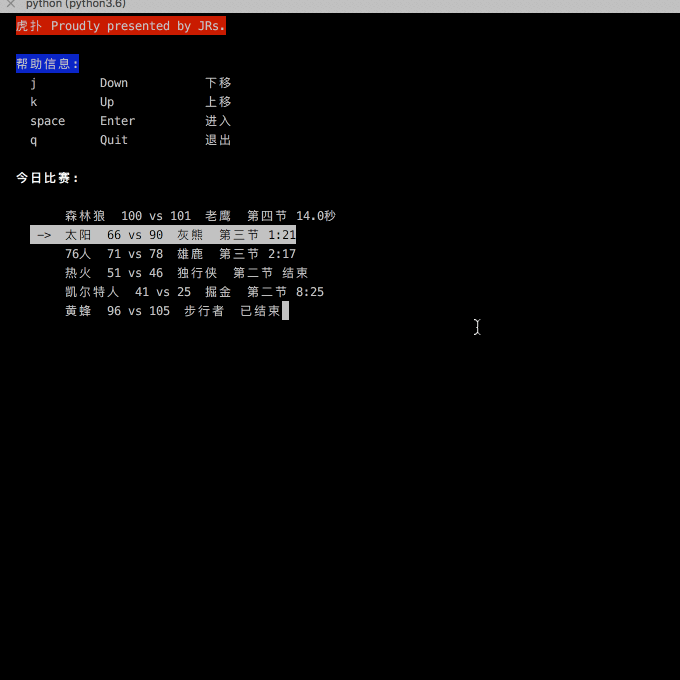 python (python3.6)
虎扑 Proudly presented by JRs.
帮助信息:
j Down 下移
k Up 上移
space Enter 进入
q Quit 退出
今日比赛:
森林狼 100 vs 101 老鹰 第四节 14.0秒
-> 太阳 66 vs 90 灰熊 第三节 1:21
76人 71 vs 78 雄鹿 第三节 2:17
热火 51 vs 46 独行侠 第二节 结束
凯尔特人 41 vs 25 掘金 第二节 8:25
黄蜂 96 vs 105 步行者 已结束